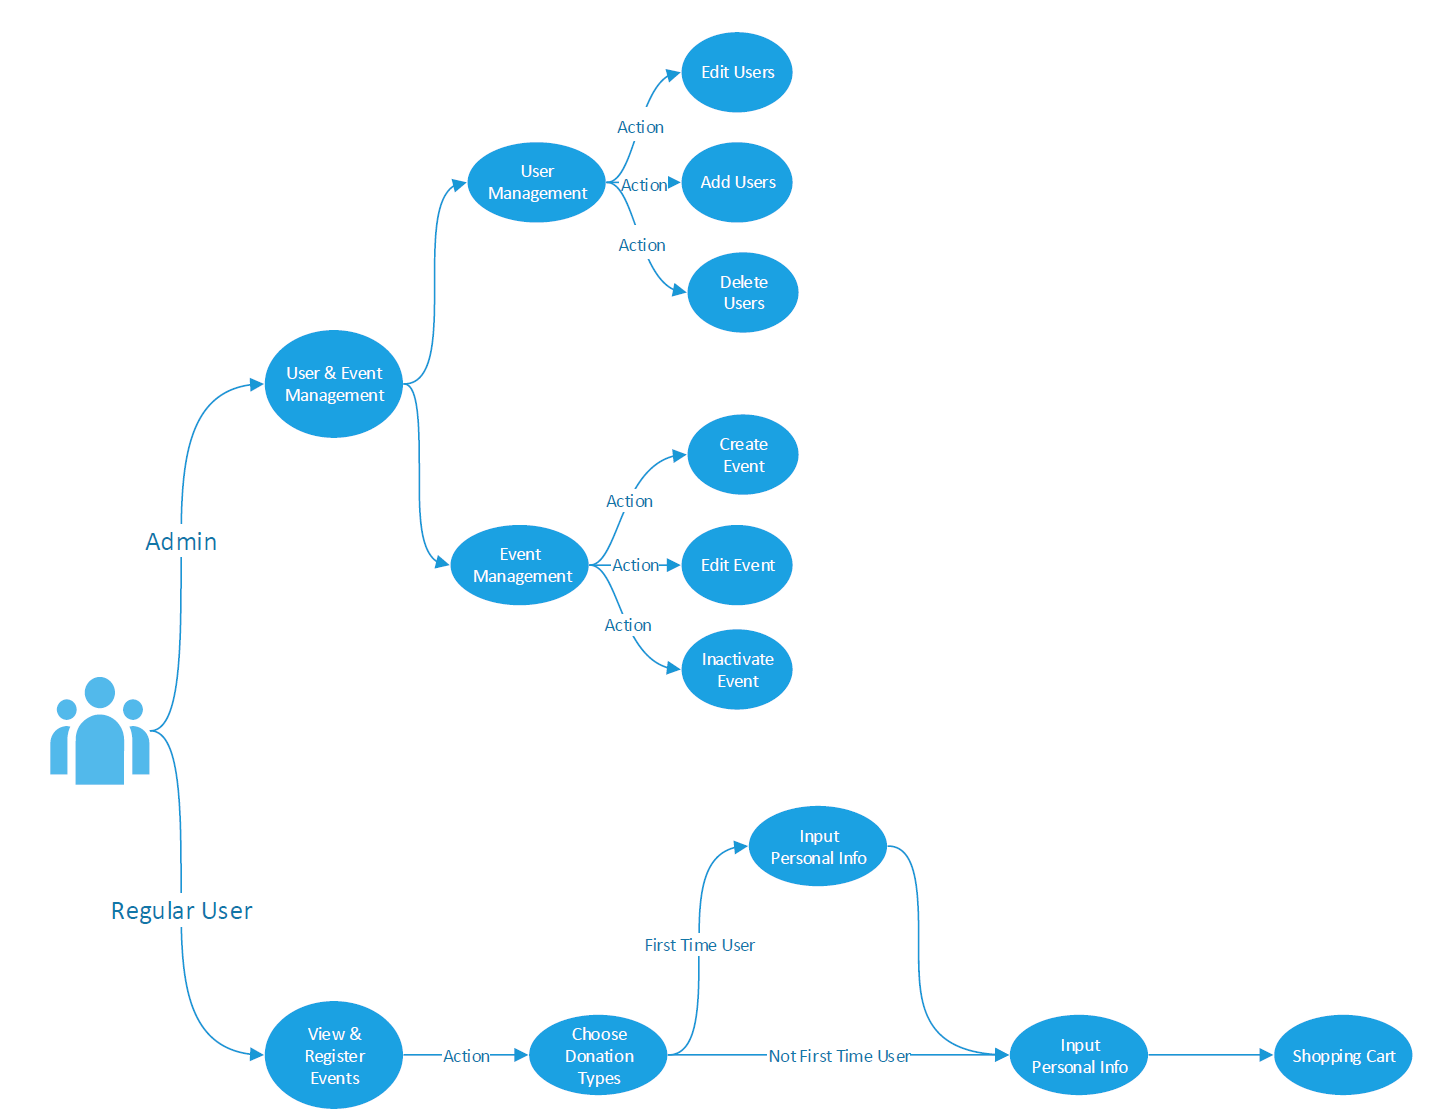 Edit Users
Action
User
Management
Action
Add Users
Action
Delete
Users
User & Event
Management
Create
Event
Action
Admin
Event
Management
Action
Edit Event
Action
Inactivate
Event
Input
Personal Info
Regular User
First Time User
View &
Register
Events
Action
Choose
Donation
Types
Not First Time User
Input
Personal Info
Shopping Cart